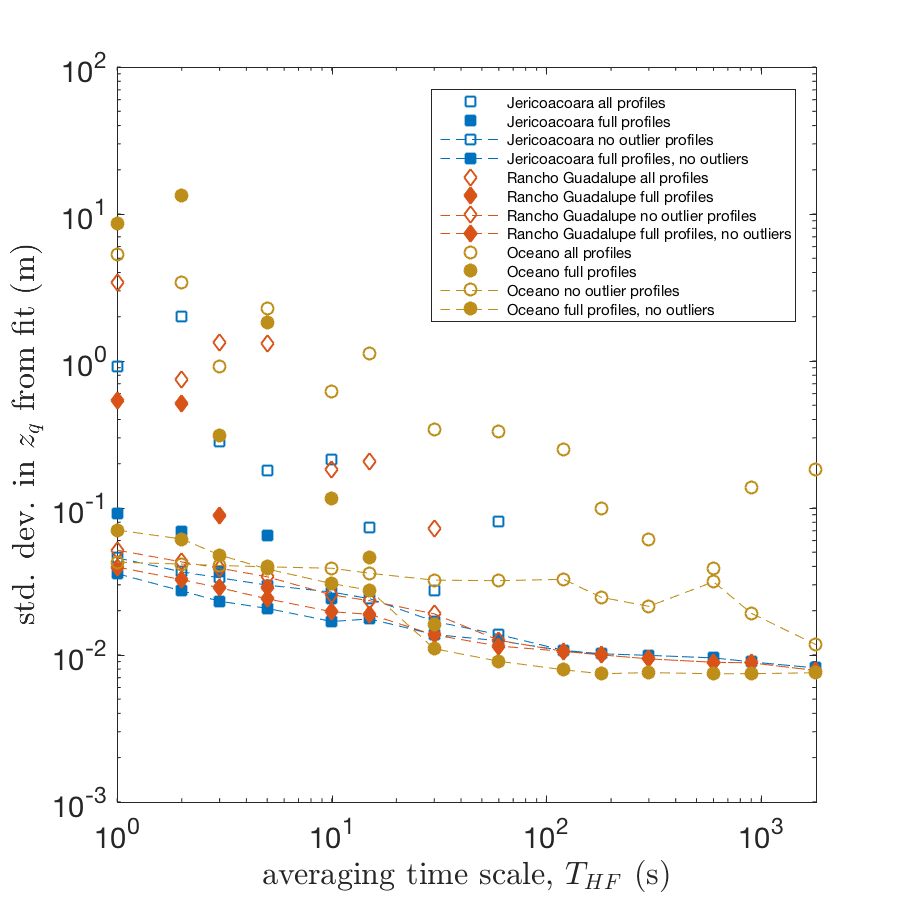 10^2
10^1
10^0
10^-1
10^-2
10^-3
std. dev. in z_q from fit (m)
Jericoacoara all profiles
Jericoacoara full profiles
Jericoacoara no outlier profiles
Jericoacoara full profiles, no outliers
Rancho Guadalupe all profiles
Rancho Guadalupe full profiles
Rancho Guadalupe no outlier profiles
Rancho Guadalupe full profiles, no outliers
Oceano all profiles
Oceano full profiles
Oceano no outlier profiles
Oceano full profiles, no outliers
10^0 10^1 10^2 10^3
averaging time scale, T_HF (s)